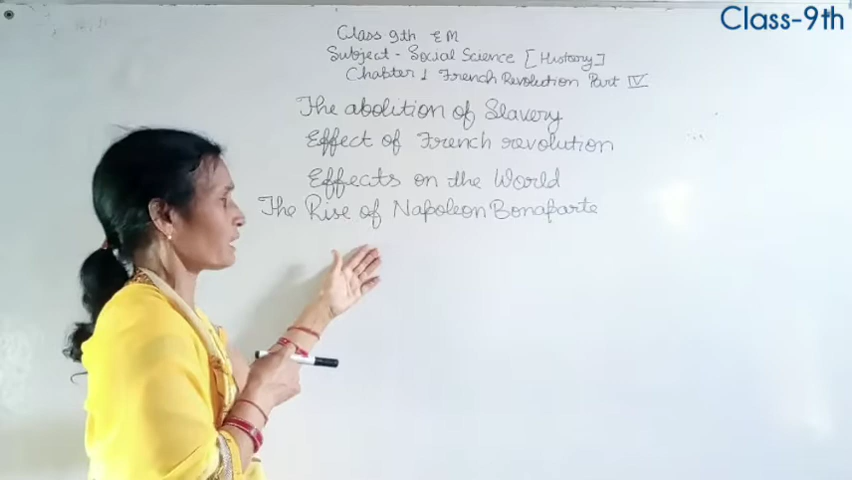 Class-9th
Class 9th EM
Subject - Social Science [History]
Chapter 1 French Revolution Part IV
The abolition of Slavery
Effect of French revolution
Effects on the World
The Rise of Napoleon Bonaparte